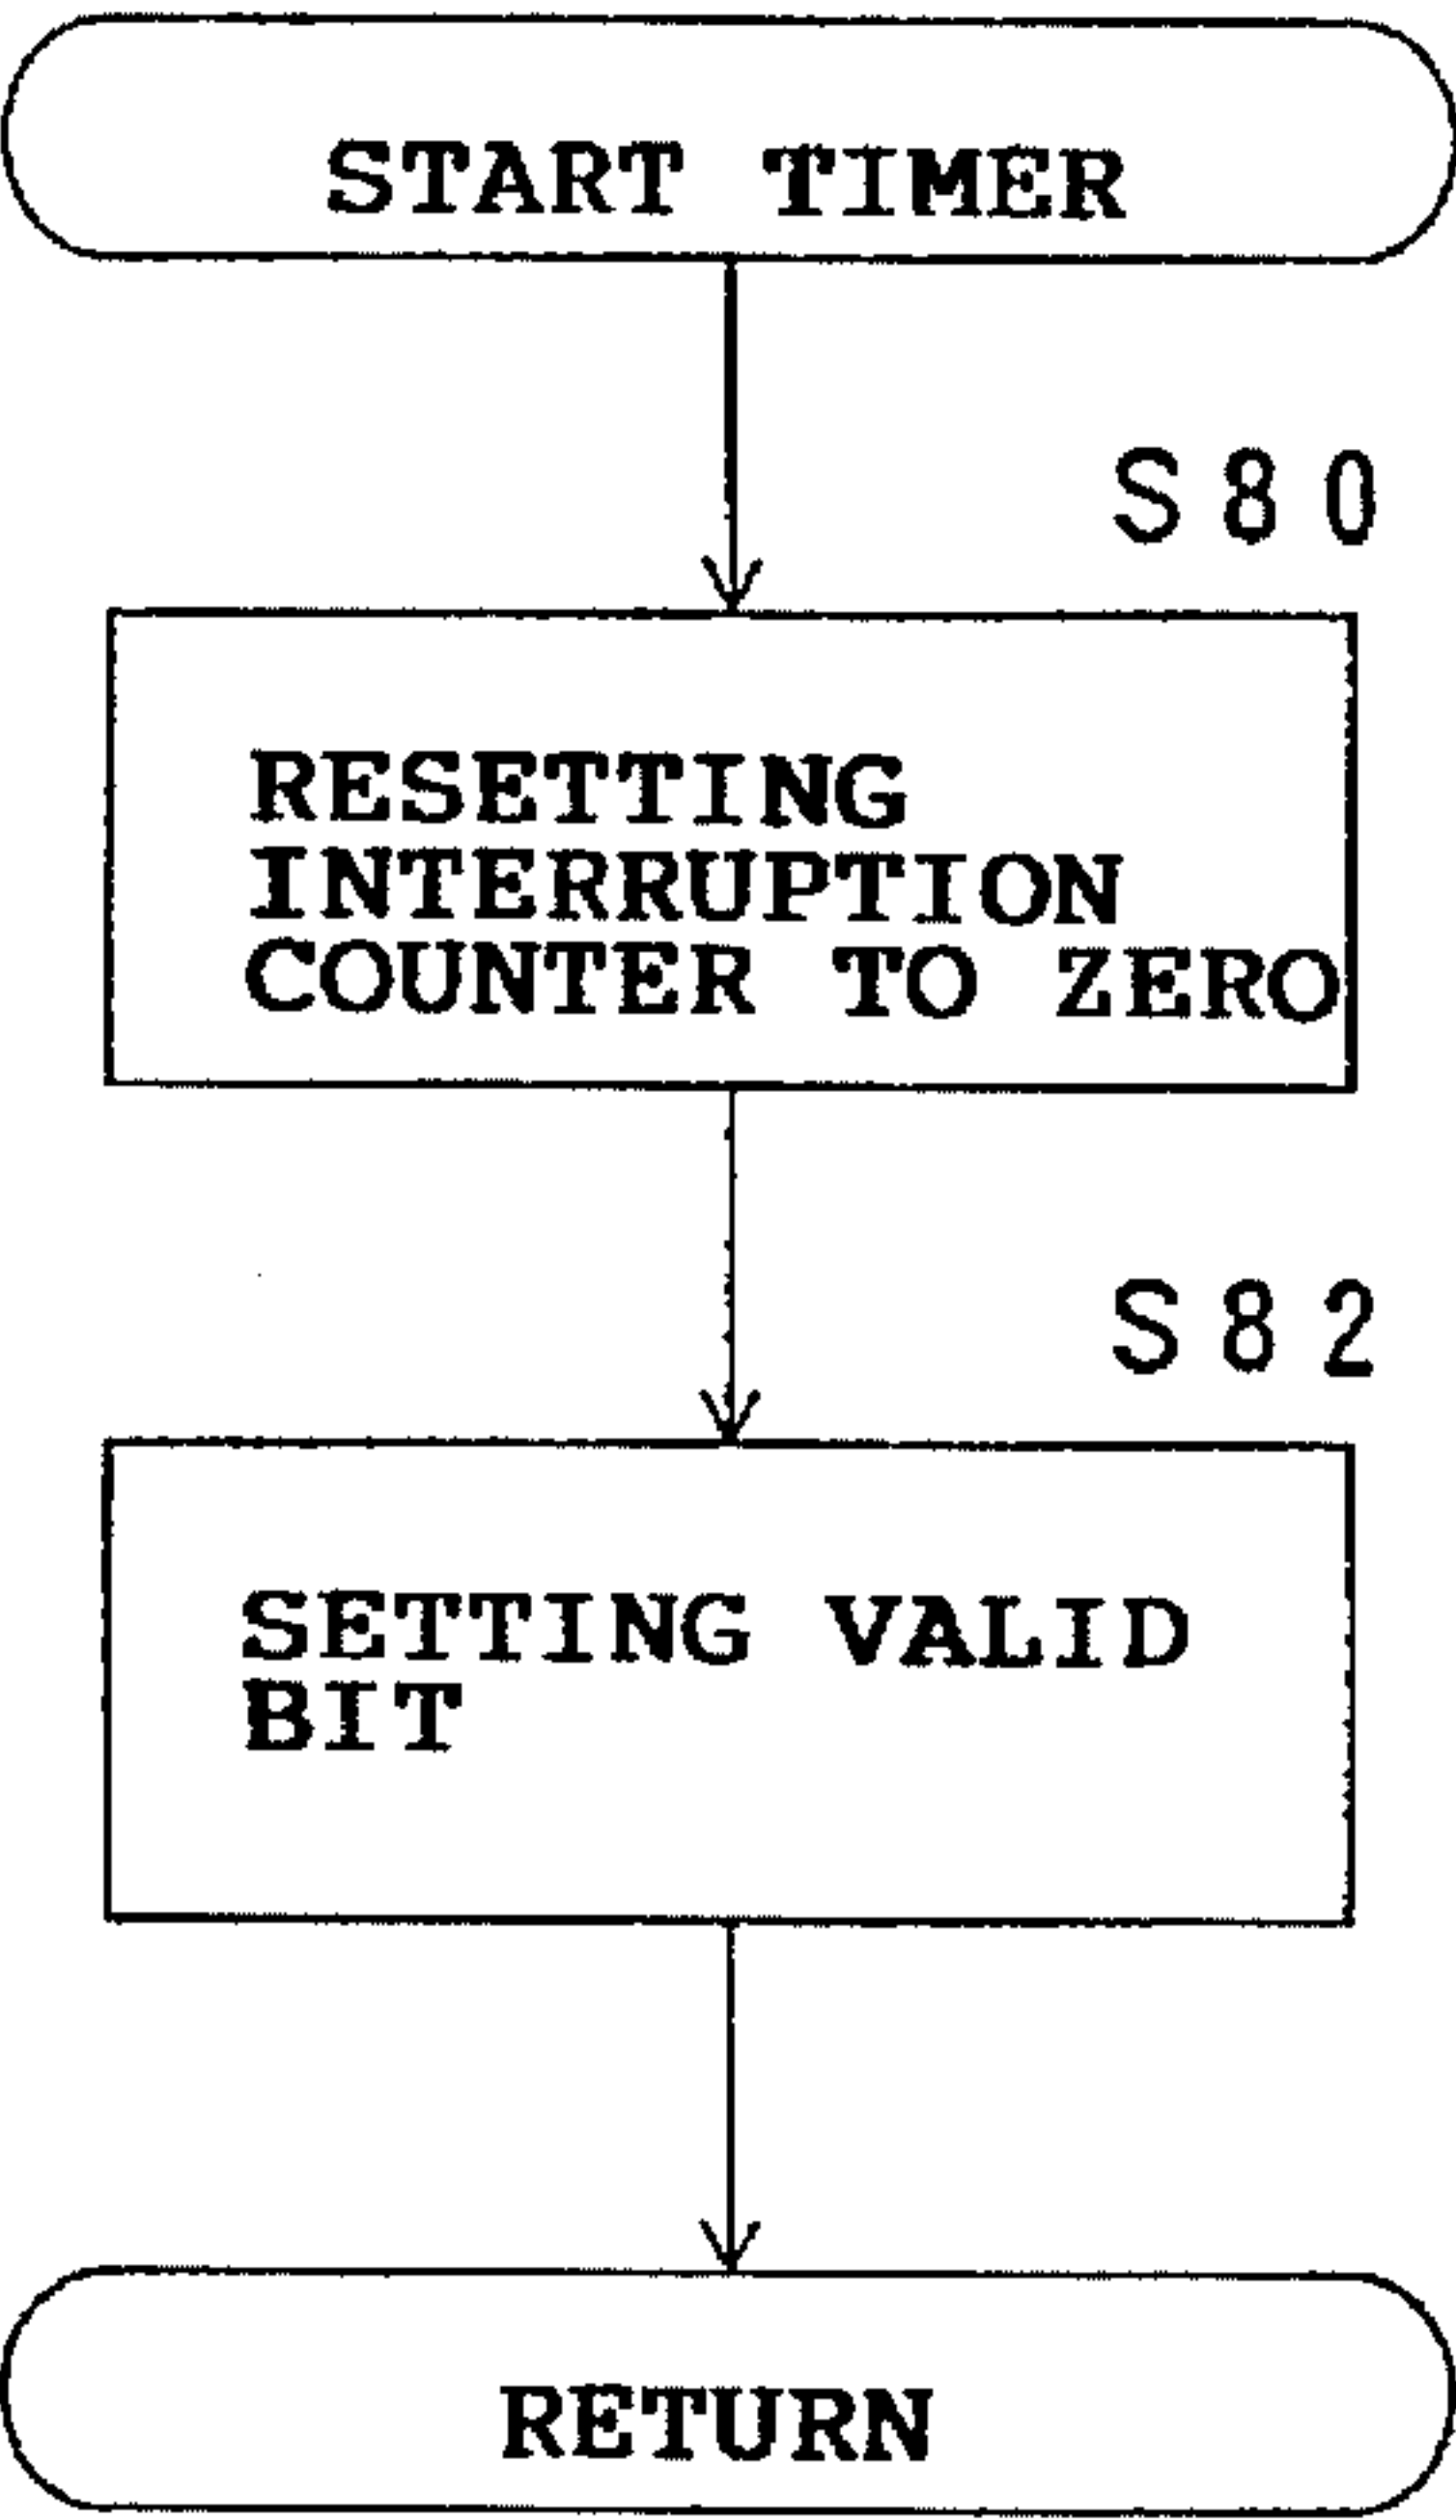 START TIMER
S80
RESETTING
INTERRUPTION
COUNTER TO ZERO
S82
SETTING VALID
BIT
RETURN